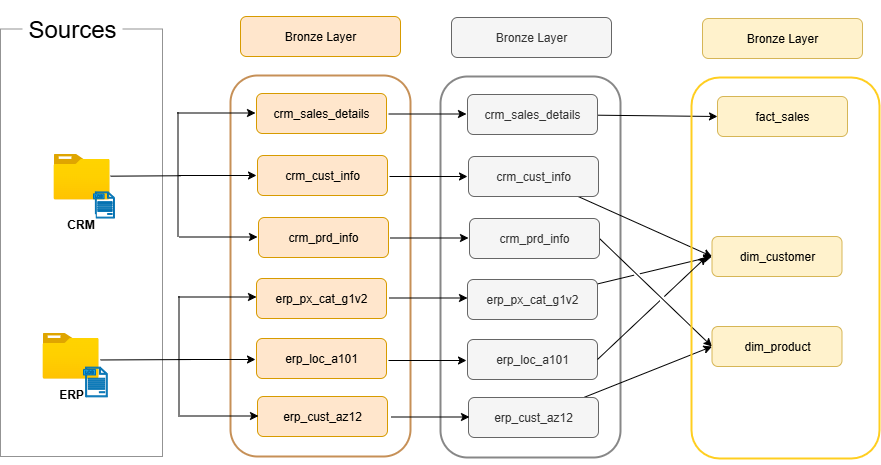 Sources
Bronze Layer
Bronze Layer
Bronze Layer
crm_sales_details
crm_sales_details
fact_sales
crm_cust_info
crm_cust_info
CRM
crm_prd_info
crm_prd_info
dim_customer
erp_px_cat_g1v2
erp_px_cat_g1v2
erp_loc_a101
erp_loc_a101
dim_product
ERP
erp_cust_az12
erp_cust_az12